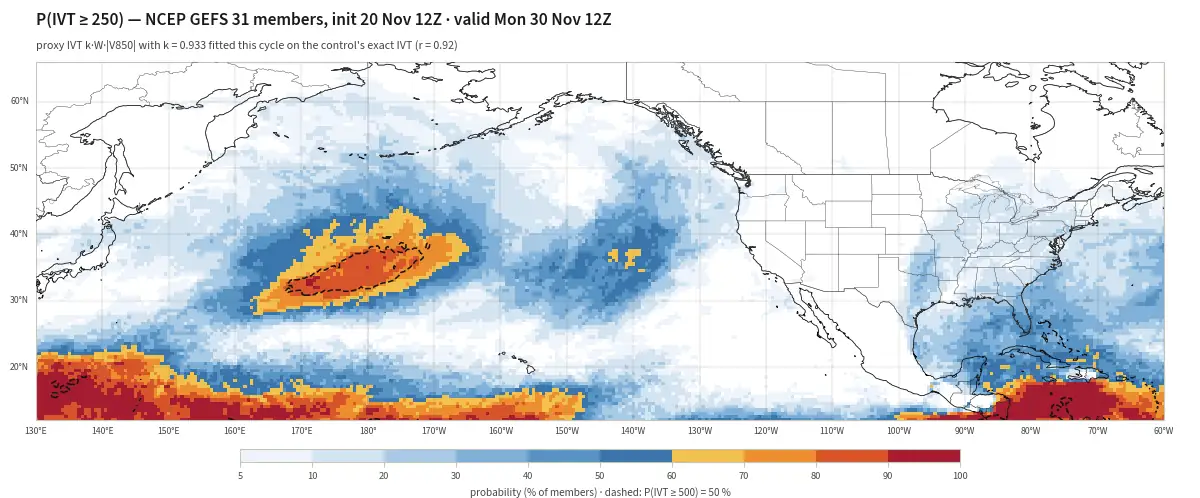 P(IVT ≥ 250) — NCEP GEFS 31 members, init 20 Nov 12Z · valid Mon 30 Nov 12Z
proxy IVT k·W·|V850| with k = 0.933 fitted this cycle on the control's exact IVT (r = 0.92)
60°N
50°N
40°N
30°N
20°N
130°E 140°E 150°E 160°E 170°E 180° 170°W 160°W 150°W 140°W 130°W 120°W 110°W 100°W 90°W 80°W 70°W 60°W
5 10 20 30 40 50 60 70 80 90 100
probability (% of members) · dashed: P(IVT ≥ 500) = 50 %